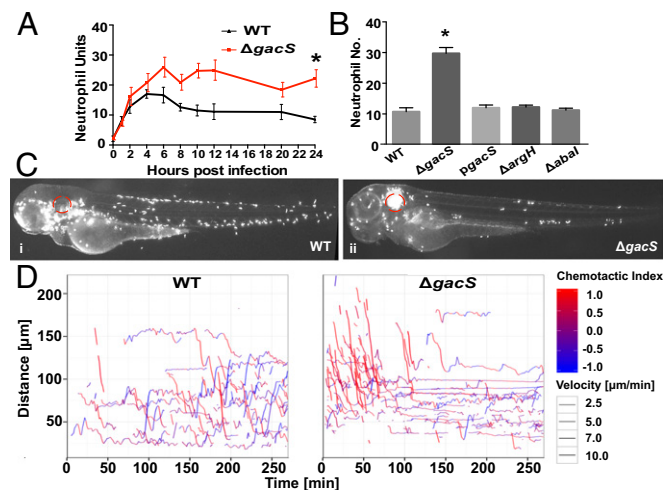 A
Neutrophil Units
40
30
20
10
0
WT
ΔgacS
*
0 2 4 6 8 10 12 14 16 18 20 22 24
Hours post infection
B
Neutrophil No.
40
30
20
10
0
*
WT
ΔgacS
pgacS
ΔargH
ΔabaI
C
i
WT
ii
ΔgacS
D
WT
ΔgacS
Distance [µm]
200
150
100
50
0 50 100 150 200 250
0 50 100 150 200 250
Time [min]
Chemotactic Index
1.0
0.5
0.0
-0.5
-1.0
Velocity [µm/min]
2.5
5.0
7.0
10.0